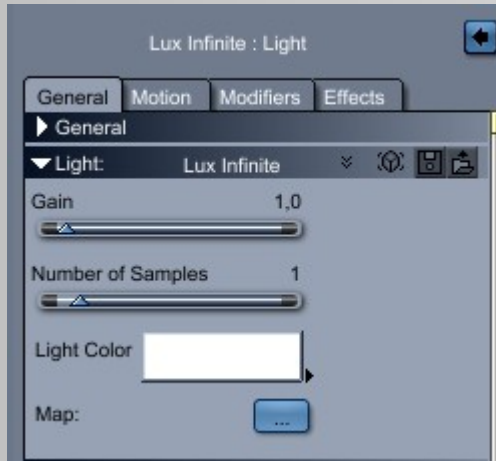 Lux Infinite : Light
General Motion Modifiers Effects
General
Light: Lux Infinite
Gain 1,0
Number of Samples 1
Light Color
Map: ...